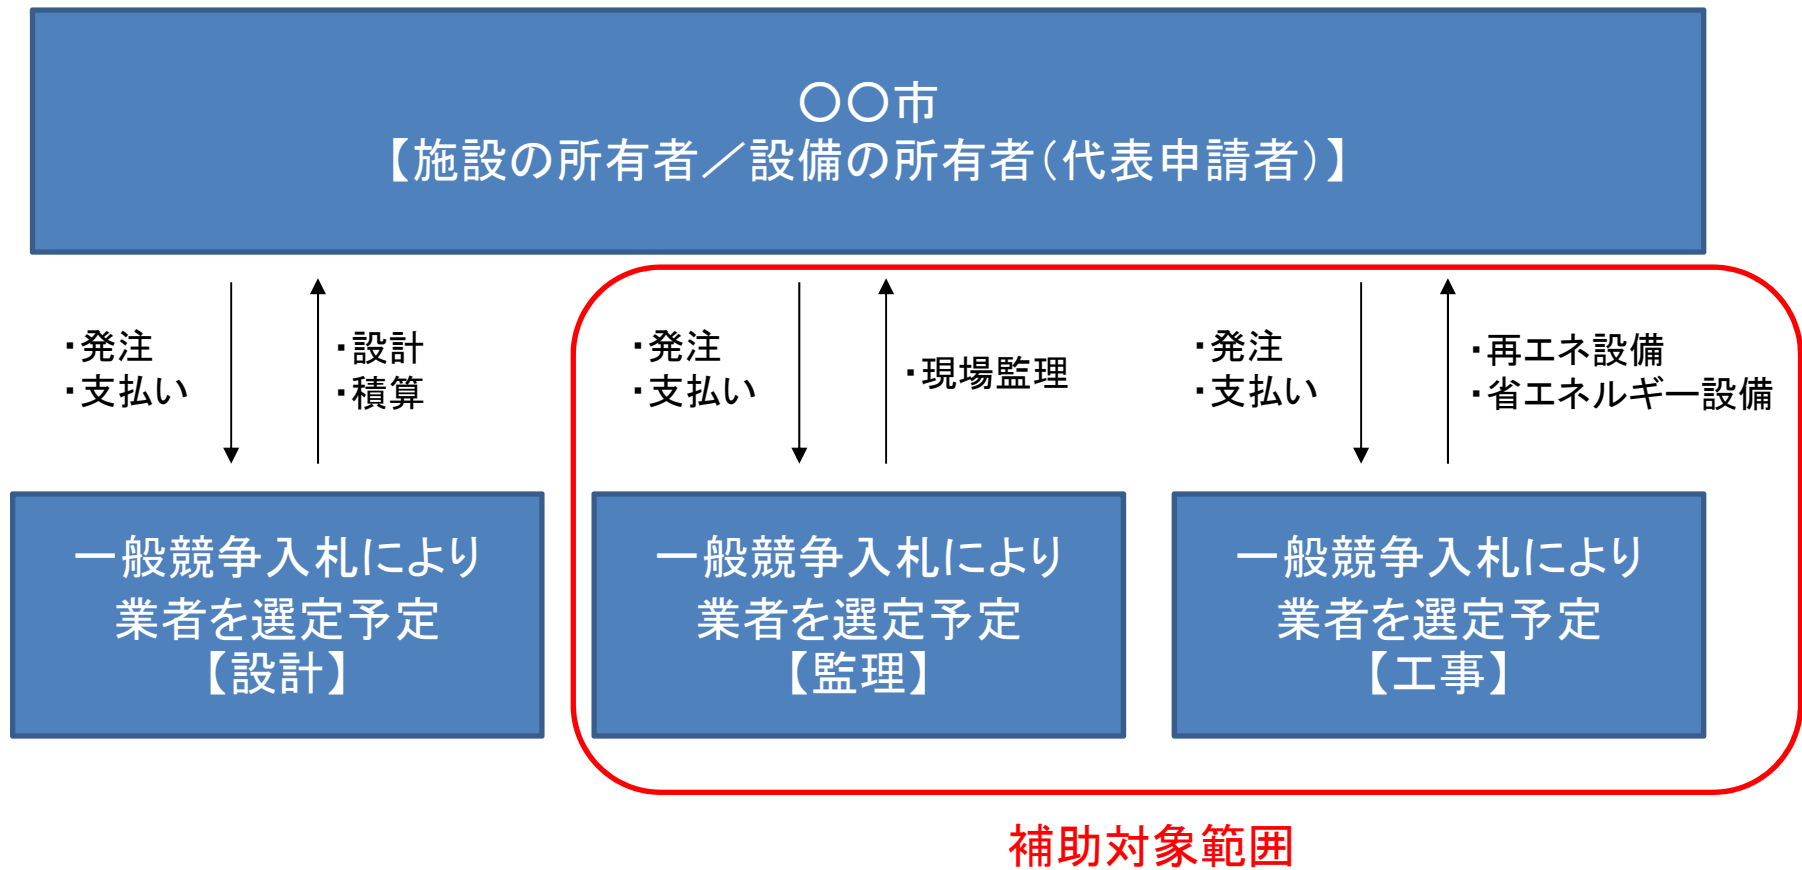 〇〇市
【施設の所有者／設備の所有者（代表申請者）】
・発注
・支払い
・設計
・積算
・発注
・支払い
・現場監理
・発注
・支払い
・再エネ設備
・省エネルギー設備
一般競争入札により
業者を選定予定
【設計】
一般競争入札により
業者を選定予定
【監理】
一般競争入札により
業者を選定予定
【工事】
補助対象範囲